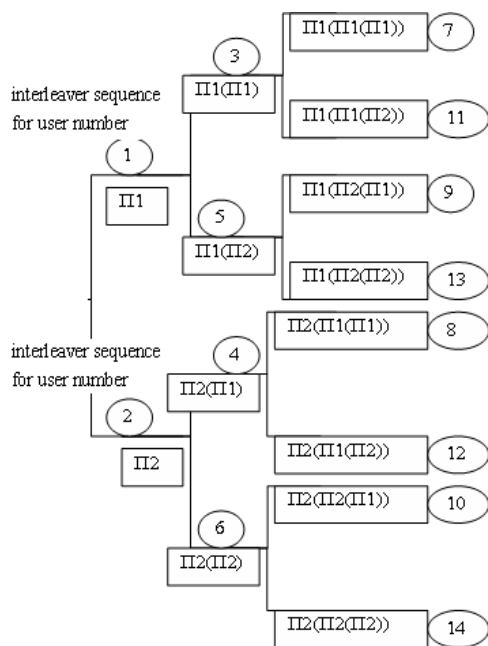 Π1(Π1(Π1))
7
3
Π1(Π1)
interleaver sequence
for user number
Π1(Π1(Π2))
11
1
Π1
Π1(Π2(Π1))
9
5
Π1(Π2)
Π1(Π2(Π2))
13
Π2(Π1(Π1))
8
interleaver sequence
for user number
4
Π2(Π1)
2
Π2
Π2(Π1(Π2))
12
Π2(Π2(Π1))
10
6
Π2(Π2)
Π2(Π2(Π2))
14